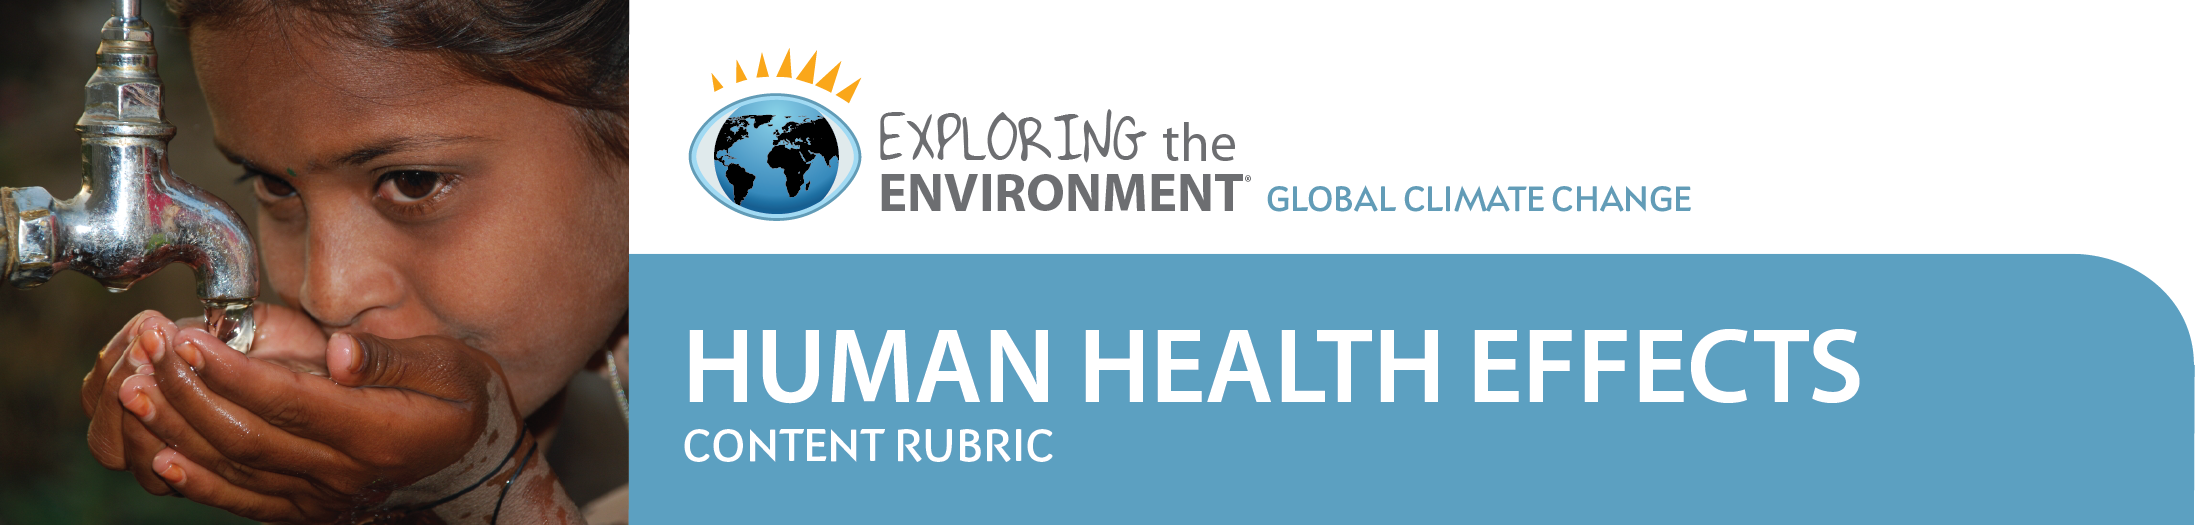 EXPLORING the
ENVIRONMENT® GLOBAL CLIMATE CHANGE
HUMAN HEALTH EFFECTS
CONTENT RUBRIC